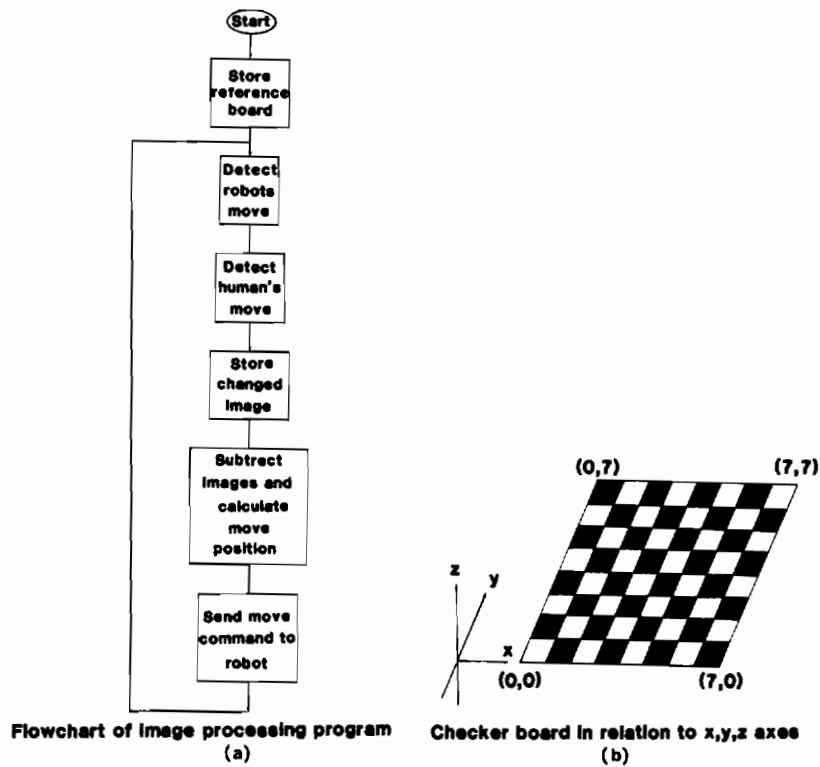 Start
Store
reference
board
Detect
robots
move
Detect
human's
move
Store
changed
image
Subtrect
images and
calculate
move
position
Send move
command to
robot
Flowchart of image processing program
(a)
(0,7) (7,7)
z
y
x
(0,0) (7,0)
Checker board in relation to x,y,z axes
(b)